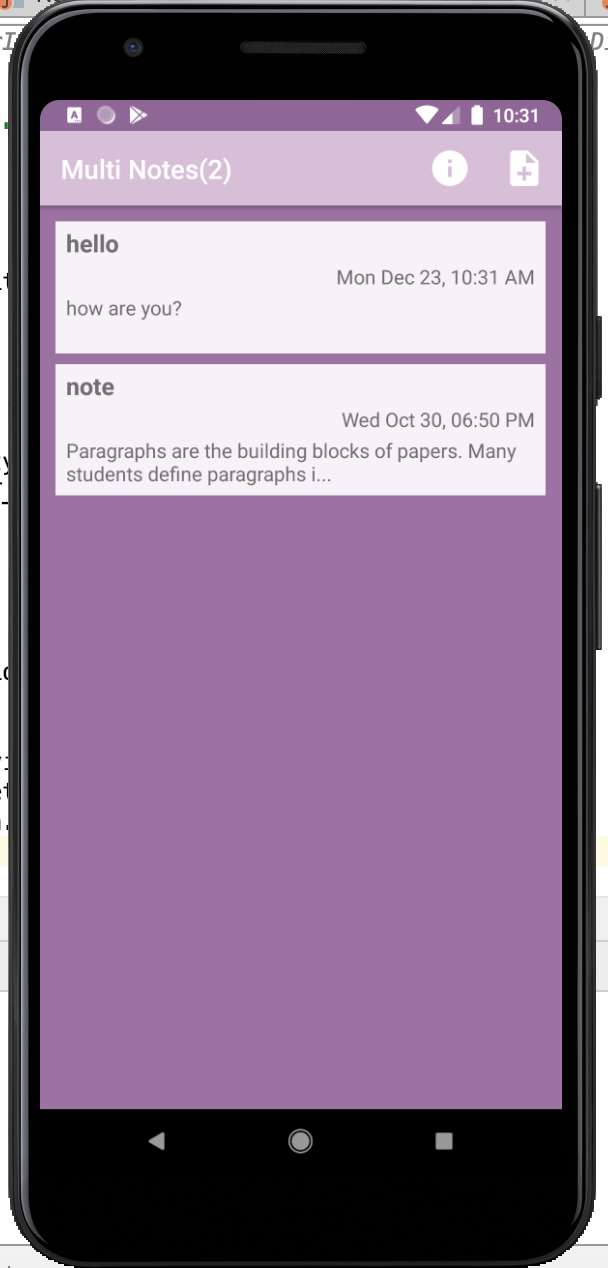 10:31
Multi Notes(2)
hello
Mon Dec 23, 10:31 AM
how are you?
note
Wed Oct 30, 06:50 PM
Paragraphs are the building blocks of papers. Many
students define paragraphs i...